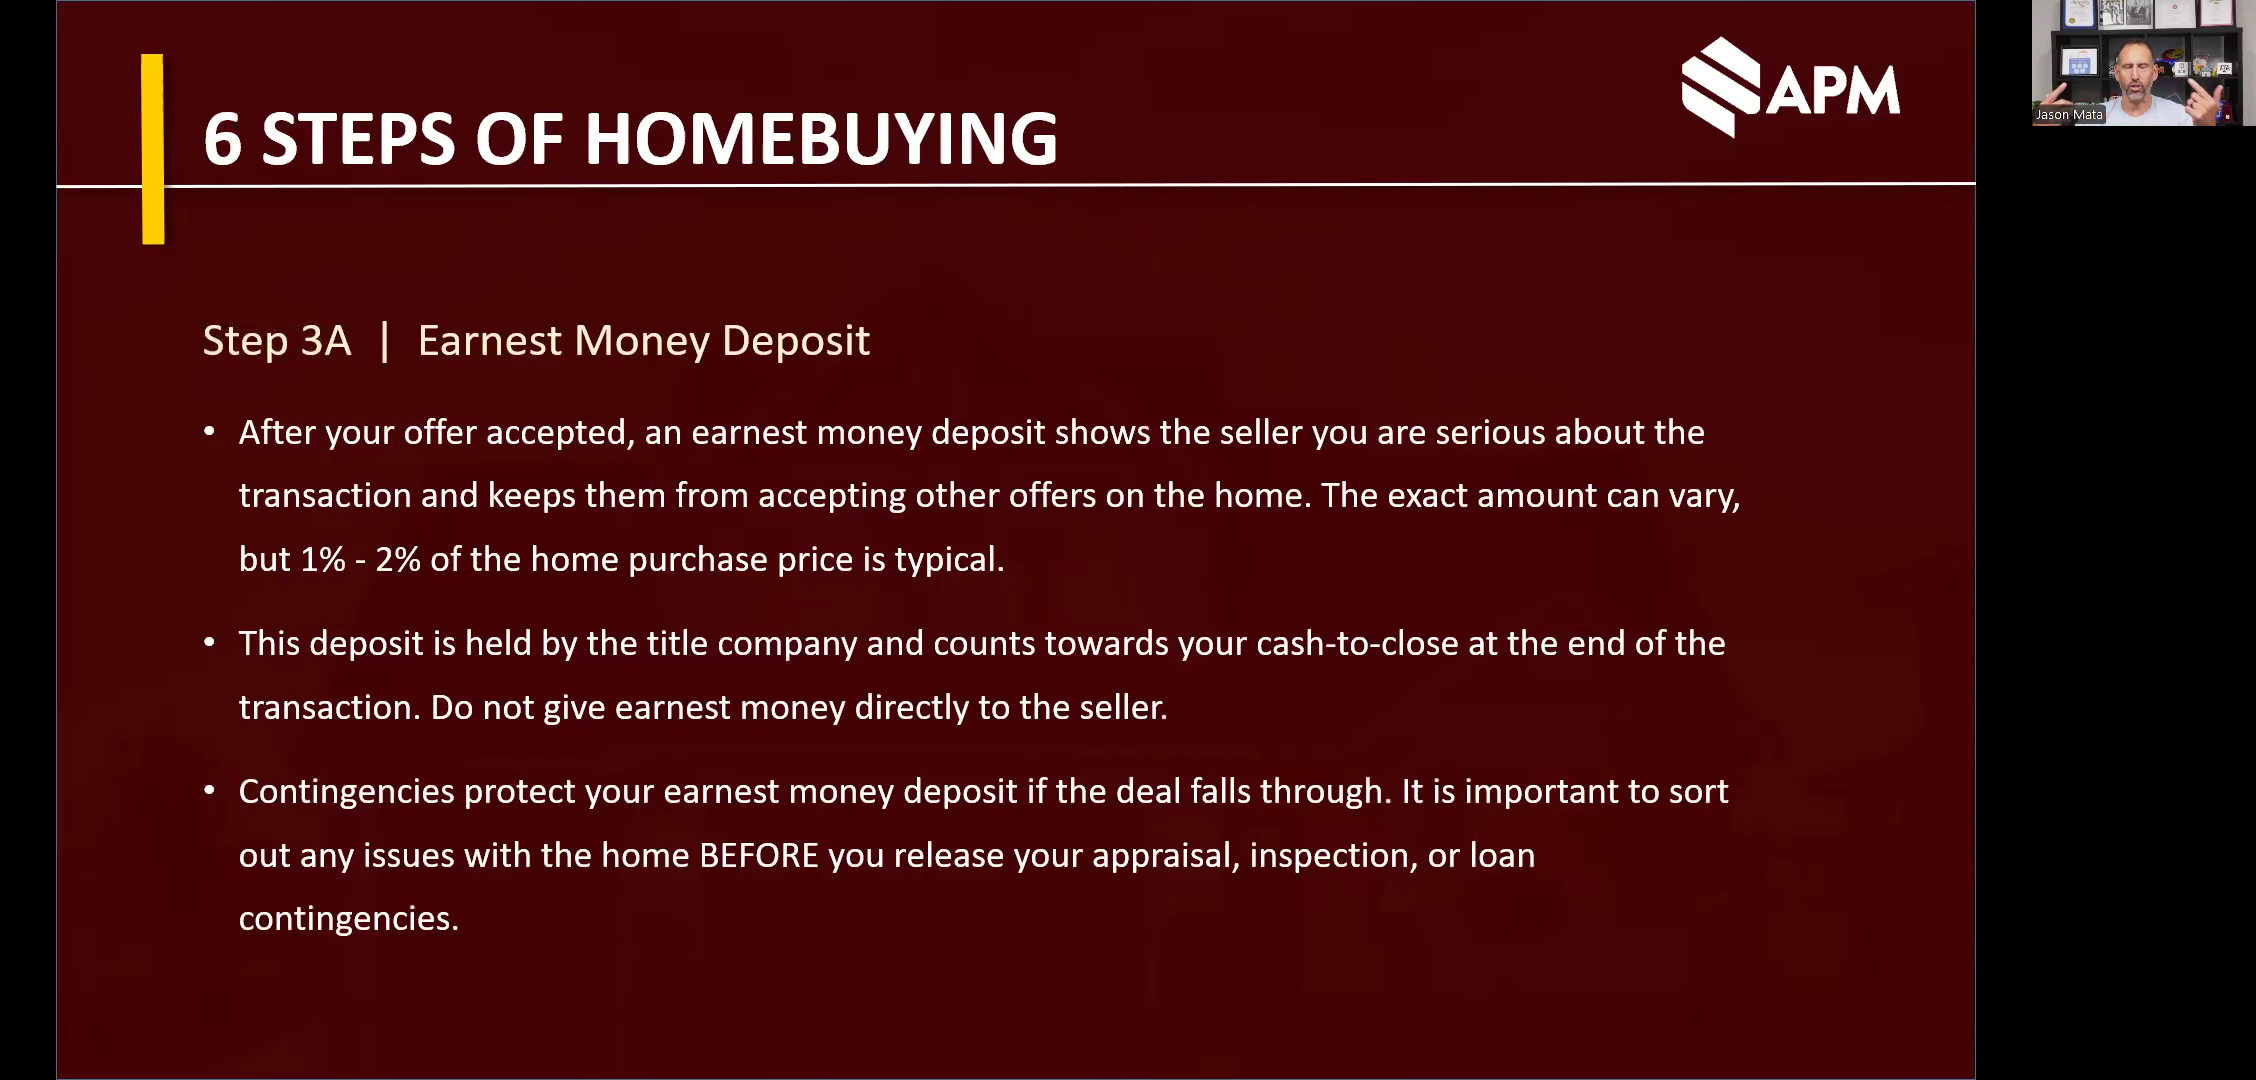 6 STEPS OF HOMEBUYING
APM
Jason Mata
Step 3A | Earnest Money Deposit
• After your offer accepted, an earnest money deposit shows the seller you are serious about the
transaction and keeps them from accepting other offers on the home. The exact amount can vary,
but 1% - 2% of the home purchase price is typical.
• This deposit is held by the title company and counts towards your cash-to-close at the end of the
transaction. Do not give earnest money directly to the seller.
• Contingencies protect your earnest money deposit if the deal falls through. It is important to sort
out any issues with the home BEFORE you release your appraisal, inspection, or loan
contingencies.